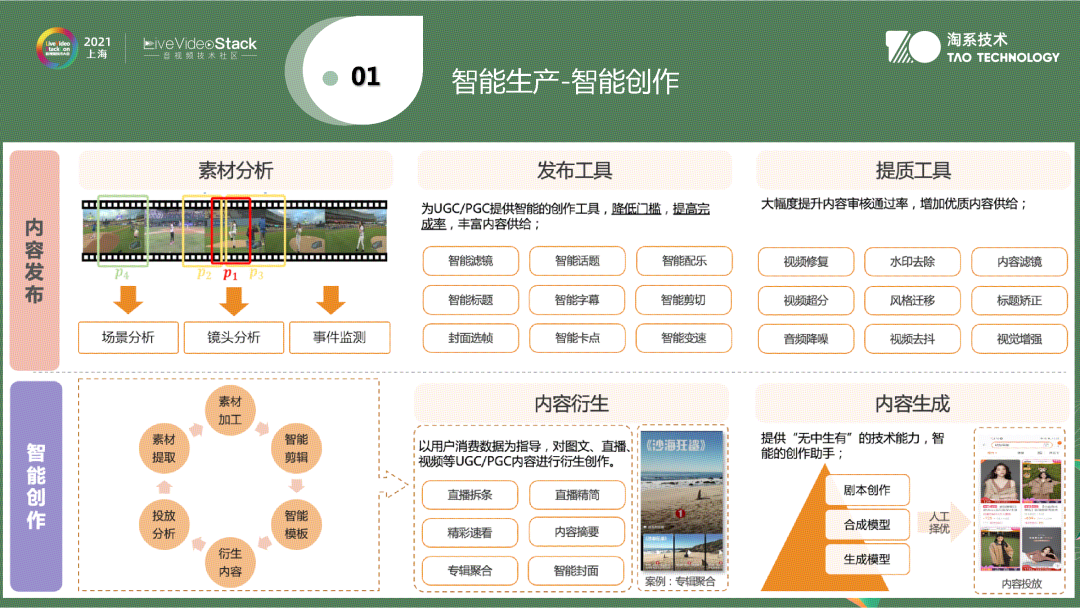 2021
上海
LiveVideoStack
音视频技术社区
01
智能生产-智能创作
淘系技术
TAO TECHNOLOGY
内容发布
素材分析
p4
p2
p1
p3
场景分析
镜头分析
事件监测
发布工具
为UGC/PGC提供智能的创作工具，降低门槛，提高完
成率，丰富内容供给；
智能滤镜
智能话题
智能配乐
智能标题
智能字幕
智能剪切
封面选帧
智能卡点
智能变速
提质工具
大幅度提升内容审核通过率，增加优质内容供给；
视频修复
水印去除
内容滤镜
视频超分
风格迁移
标题矫正
音频降噪
视频去抖
视觉增强
智能创作
素材
加工
智能
剪辑
智能
模板
衍生
内容
投放
分析
素材
提取
内容衍生
以用户消费数据为指导，对图文、直播、
视频等UGC/PGC内容进行衍生创作。
直播拆条
直播精简
精彩速看
内容摘要
专辑聚合
智能封面
《沙海狂鲨》
1
案例：专辑聚合
内容生成
提供“无中生有”的技术能力，智
能的创作助手；
剧本创作
合成模型
生成模型
人工
择优
内容投放